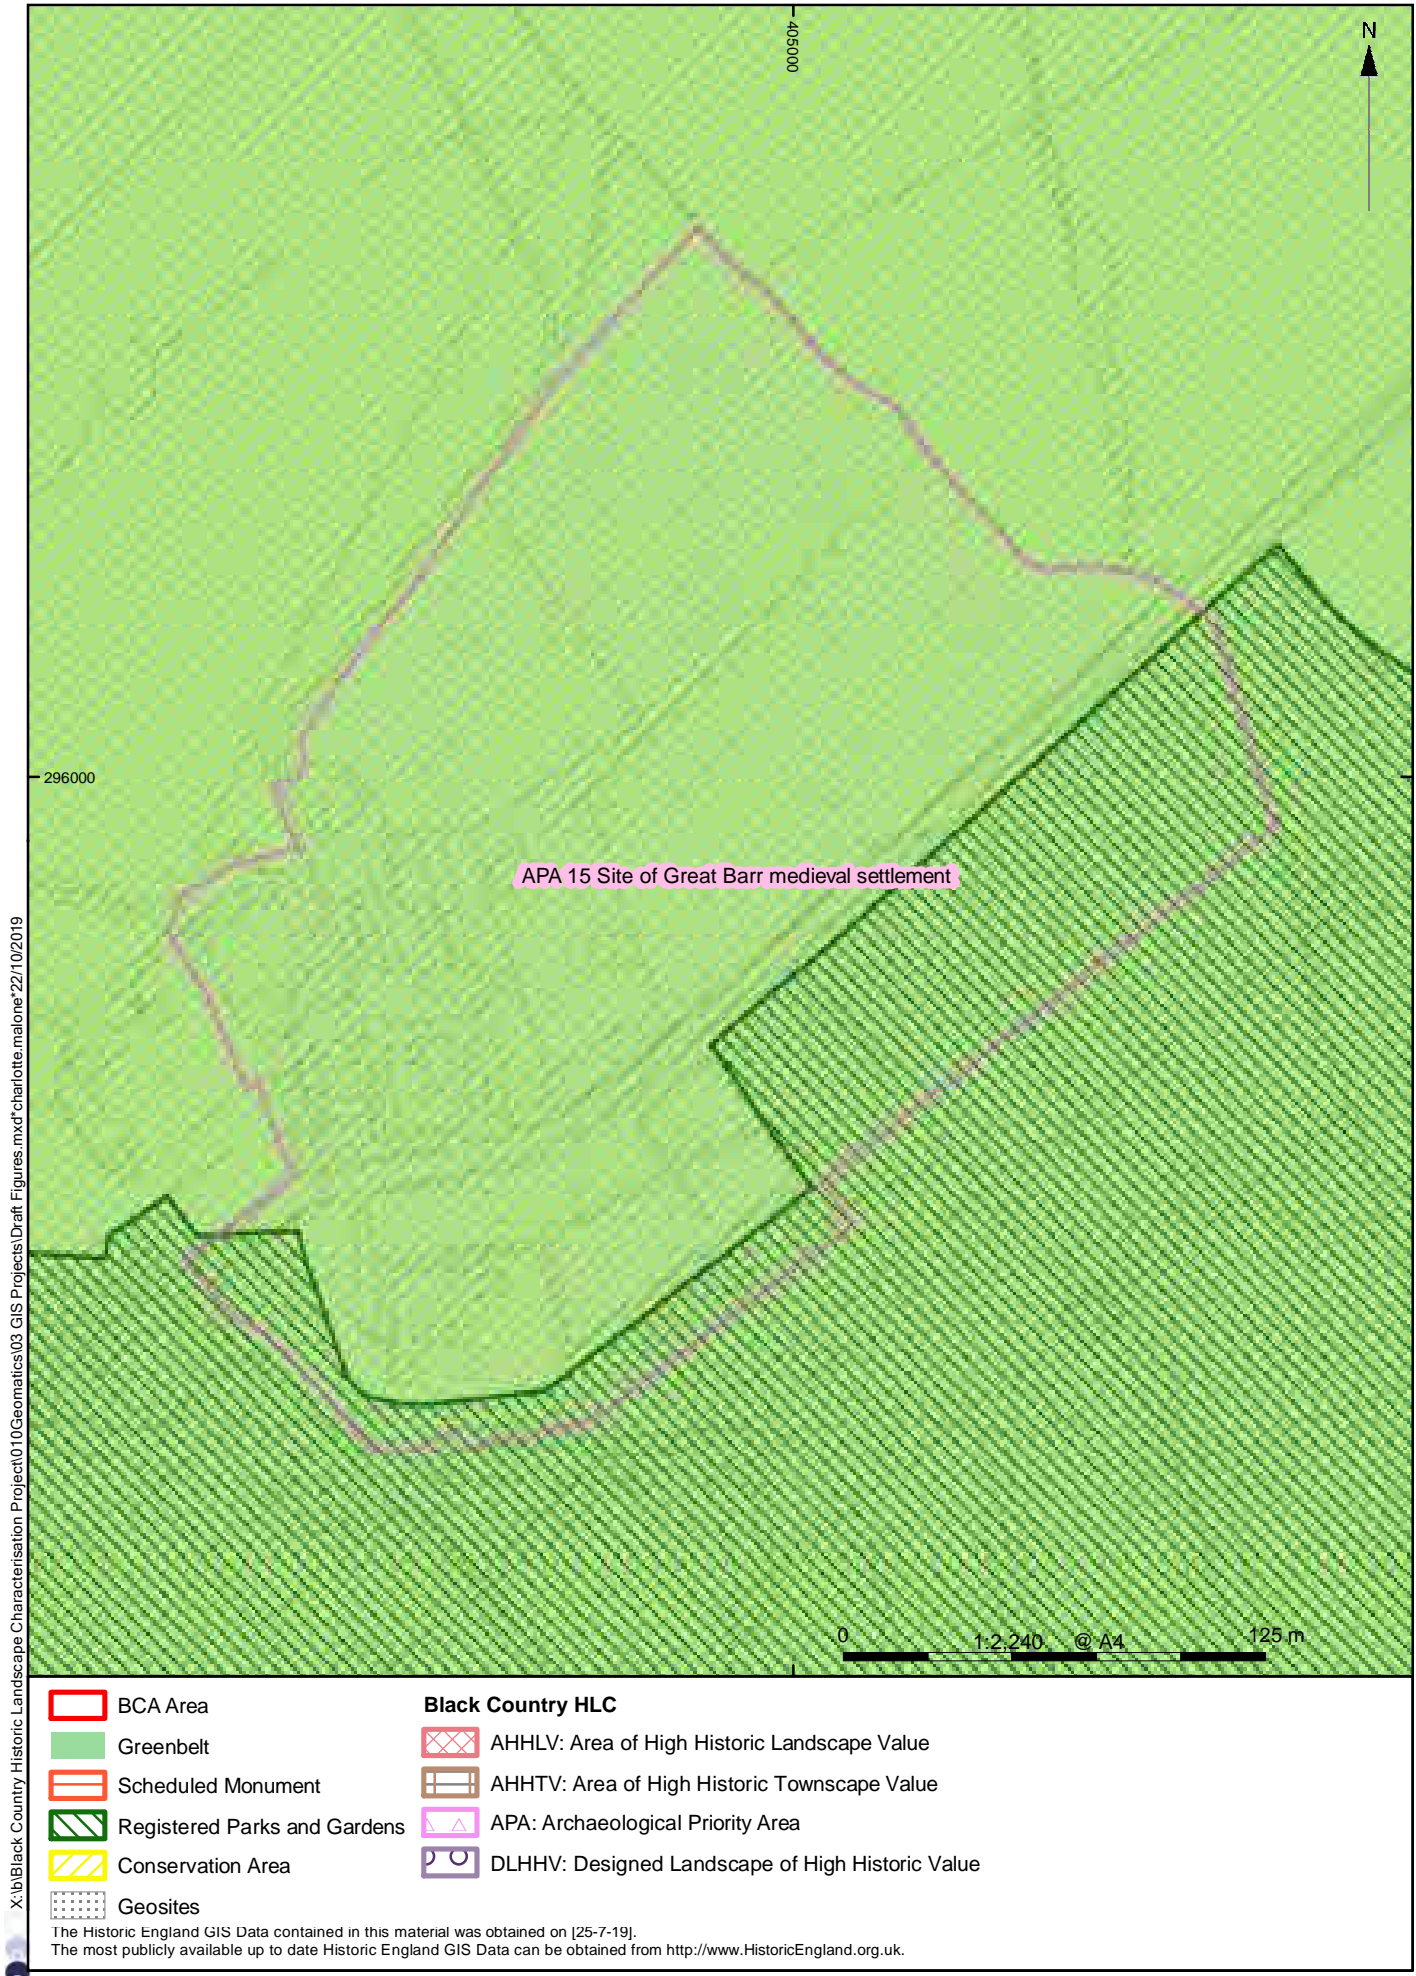 405000
N
296000
APA 15 Site of Great Barr medieval settlement
0
1:2,240 @ A4
125 m
X:\b\Black Country Historic Landscape Characterisation Project\010Geomatics\03 GIS Projects\Draft Figures.mxd*charlotte.malone*22/10/2019
BCA Area
Greenbelt
Scheduled Monument
Registered Parks and Gardens
Conservation Area
Geosites
Black Country HLC
AHHLV: Area of High Historic Landscape Value
AHHTV: Area of High Historic Townscape Value
APA: Archaeological Priority Area
DLHHV: Designed Landscape of High Historic Value
The Historic England GIS Data contained in this material was obtained on [25-7-19].
The most publicly available up to date Historic England GIS Data can be obtained from http://www.HistoricEngland.org.uk.